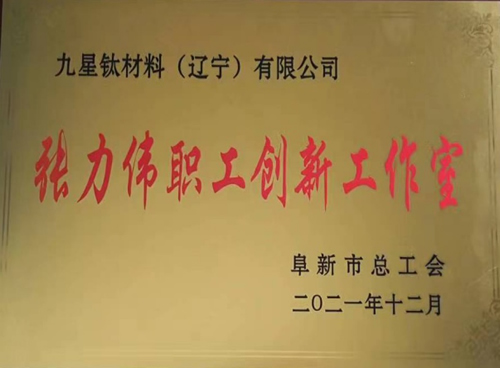 九星钛材料（辽宁）有限公司
张力伟职工创新工作室
阜新市总工会
二〇二一年十二月